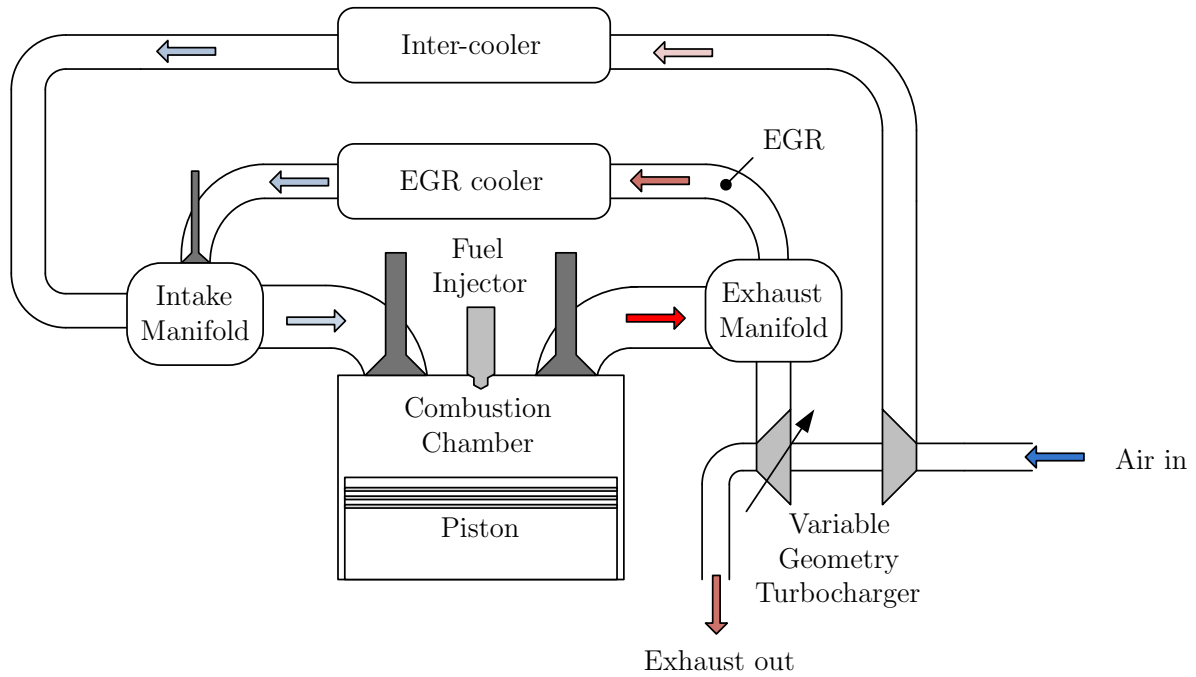 Inter-cooler
EGR
EGR cooler
Fuel
Injector
Intake
Manifold
Exhaust
Manifold
Combustion
Chamber
Air in
Piston
Variable
Geometry
Turbocharger
Exhaust out